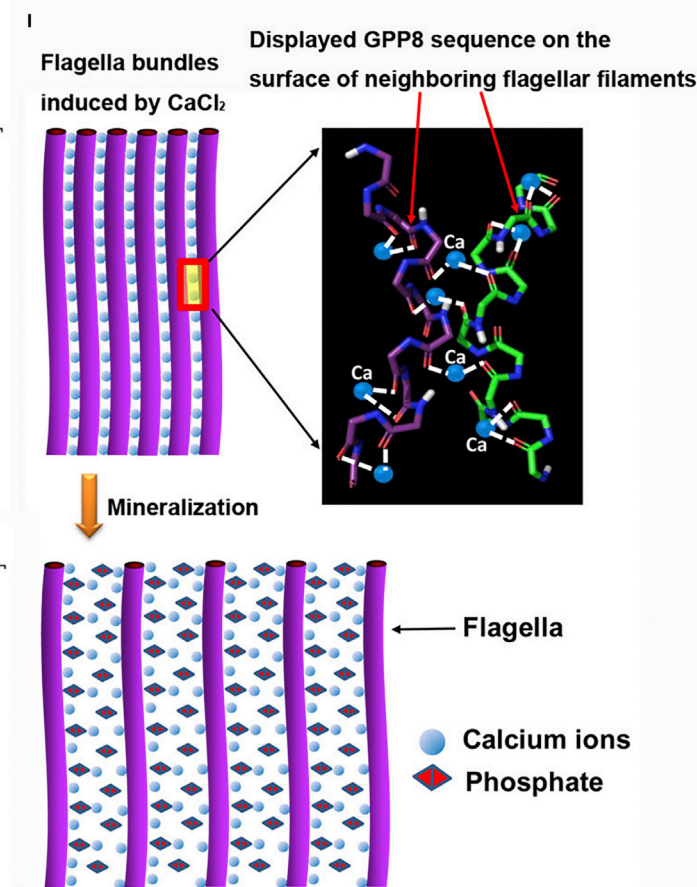 I
Flagella bundles
induced by CaCl₂
Displayed GPP8 sequence on the
surface of neighboring flagellar filaments
Ca
Ca
Ca
Ca
Mineralization
Flagella
Calcium ions
Phosphate